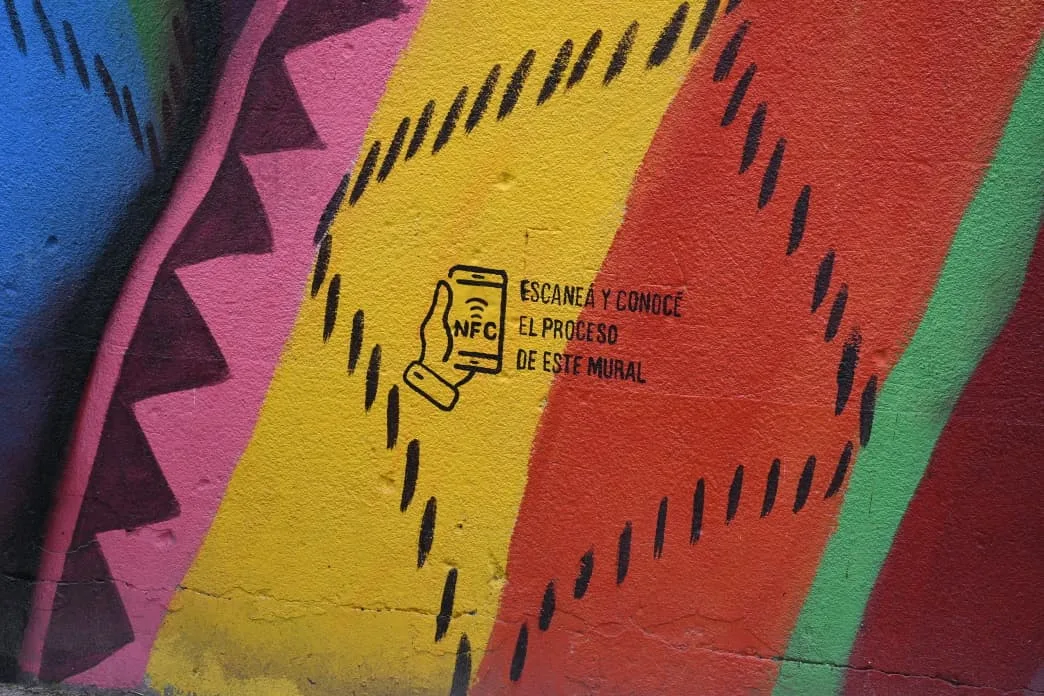 NFC
ESCANEÁ Y CONOCÉ
EL PROCESO
DE ESTE MURAL